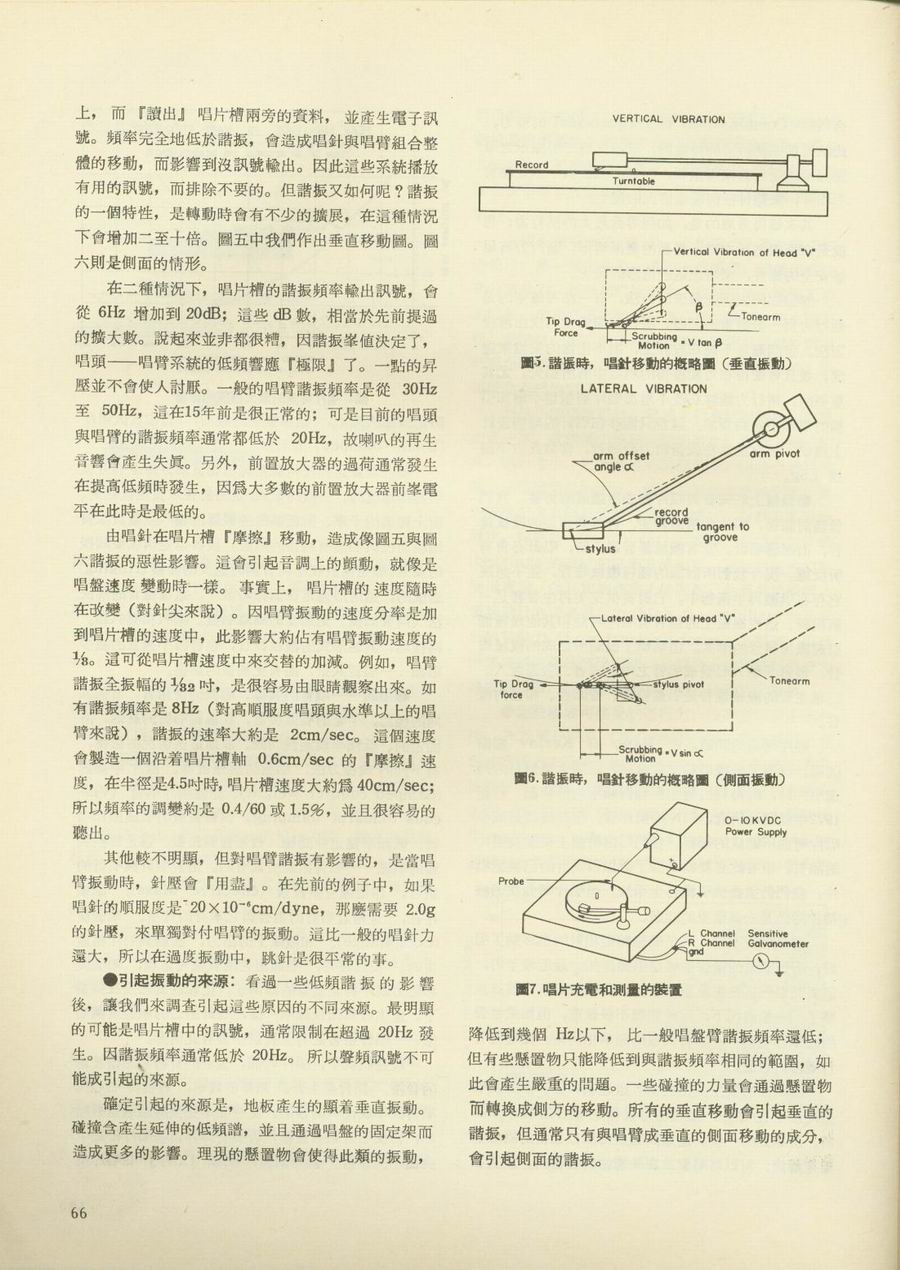 上，而『讀出』唱片槽兩旁的資料，並產生電子訊
號。頻率完全地低於諧振，會造成唱針與唱臂組合整
體的移動，而影響到沒訊號輸出。因此這些系統播放
有用的訊號，而排除不要的。但諧振又如何呢？諧振
的一個特性，是轉動時會有不少的擴展，在這種情況
下會增加二至十倍。圖五中我們作出垂直移動圖。圖
六則是側面的情形。
在二種情況下，唱片槽的諧振頻率輸出訊號，會
從 6Hz 增加到 20dB；這些 dB 數，相當於先前提過
的擴大數。說起來並非都很糟，因諧振峯值決定了，
唱頭——唱臂系統的低頻響應『極限』了。一點的昇
壓並不會使人討厭。一般的唱臂諧振頻率是從 30Hz
至 50Hz，這在15年前是很正常的；可是目前的唱頭
與唱臂的諧振頻率通常都低於 20Hz，故喇叭的再生
音響會產生失眞。另外，前置放大器的過荷通常發生
在提高低頻時發生，因爲大多數的前置放大器前峯電
平在此時是最低的。
由唱針在唱片槽『摩擦』移動，造成像圖五與圖
六諧振的惡性影響。這會引起音調上的顫動，就像是
唱盤速度變動時一樣。事實上，唱片槽的速度隨時
在改變（對針尖來說）。因唱臂振動的速度分率是加
到唱片槽的速度中，此影響大約佔有唱臂振動速度的
⅓。這可從唱片槽速度中來交替的加減。例如，唱臂
諧振全振幅的 1/32 吋，是很容易由眼睛觀察出來。如
有諧振頻率是 8Hz（對高順服度唱頭與水準以上的唱
臂來說），諧振的速率大約是 2cm/sec。這個速度
會製造一個沿着唱片槽軸 0.6cm/sec 的『摩擦』速
度，在半徑是4.5吋時，唱片槽速度大約爲 40cm/sec；
所以頻率的調變約是 0.4/60 或 1.5%，並且很容易的
聽出。
其他較不明顯，但對唱臂諧振有影響的，是當唱
臂振動時，針壓會『用盡』。在先前的例子中，如果
唱針的順服度是 20×10⁻⁶cm/dyne，那麼需要 2.0g
的針壓，來單獨對付唱臂的振動。這比一般的唱針力
還大，所以在過度振動中，跳針是很平常的事。
●引起振動的來源：看過一些低頻諧振的影響
後，讓我們來調查引起這些原因的不同來源。最明顯
的可能是唱片槽中的訊號，通常限制在超過 20Hz 發
生。因諧振頻率通常低於 20Hz。所以聲頻訊號不可
能成引起的來源。
確定引起的來源是，地板產生的顯着垂直振動。
碰撞含產生延伸的低頻譜，並且通過唱盤的固定架而
造成更多的影響。理現的懸置物會使得此類的振動，
VERTICAL VIBRATION
Record
Turntable
Vertical Vibration of Head "V"
β
Tonearm
Tip Drag
Force
Scrubbing
Motion = V tan β
圖5. 諧振時，唱針移動的槪略圖（垂直振動）
LATERAL VIBRATION
arm offset
angle α
arm pivot
record
groove
tangent to
groove
stylus
Lateral Vibration of Head "V"
Tip Drag
force
stylus pivot
Tonearm
Scrubbing
Motion = V sin α
圖6. 諧振時，唱針移動的槪略圖（側面振動）
0-10 KVDC
Power Supply
Probe
L Channel
R Channel
gnd
Sensitive
Galvanometer
圖7. 唱片充電和測量的裝置
降低到幾個 Hz以下，比一般唱盤臂諧振頻率還低；
但有些懸置物只能降低到與諧振頻率相同的範圍，如
此會產生嚴重的問題。一些碰撞的力量會通過懸置物
而轉換成側方的移動。所有的垂直移動會引起垂直的
諧振，但通常只有與唱臂成垂直的側面移動的成分，
會引起側面的諧振。
66